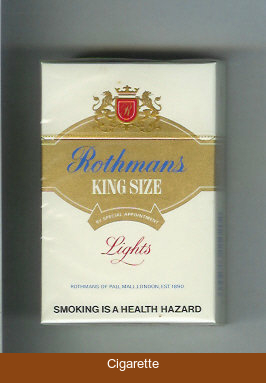 R
Rothmans
KING SIZE
BY SPECIAL APPOINTMENT
Lights
ROTHMANS OF PALL MALL, LONDON, EST. 1890.
SMOKING IS A HEALTH HAZARD
Cigarette